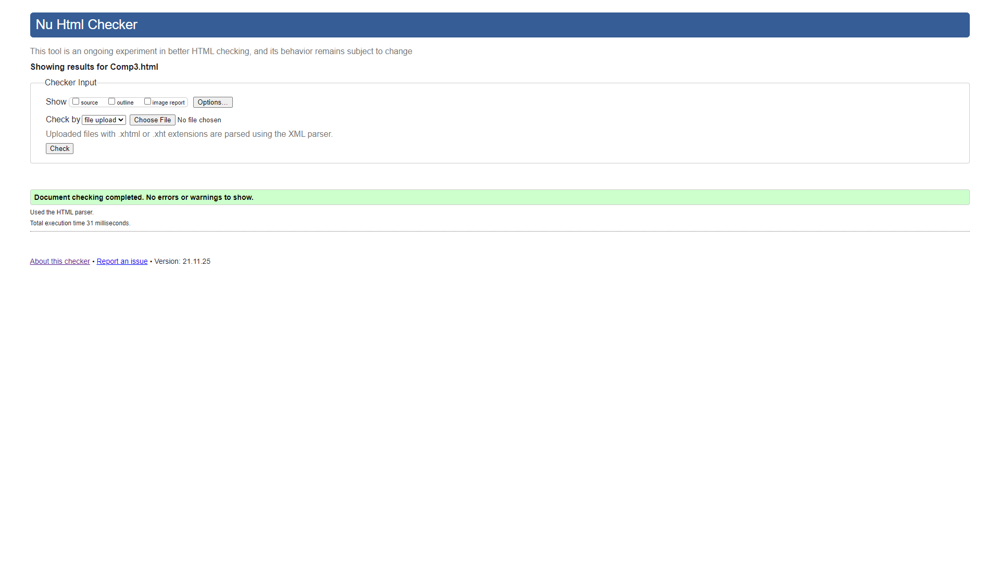 Nu Html Checker
This tool is an ongoing experiment in better HTML checking, and its behavior remains subject to change
Showing results for Comp3.html
Checker Input
Show source outline image report Options...
Check by file upload Choose File No file chosen
Uploaded files with .xhtml or .xht extensions are parsed using the XML parser.
Check
Document checking completed. No errors or warnings to show.
Used the HTML parser.
Total execution time 31 milliseconds.
About this checker • Report an issue • Version: 21.11.25